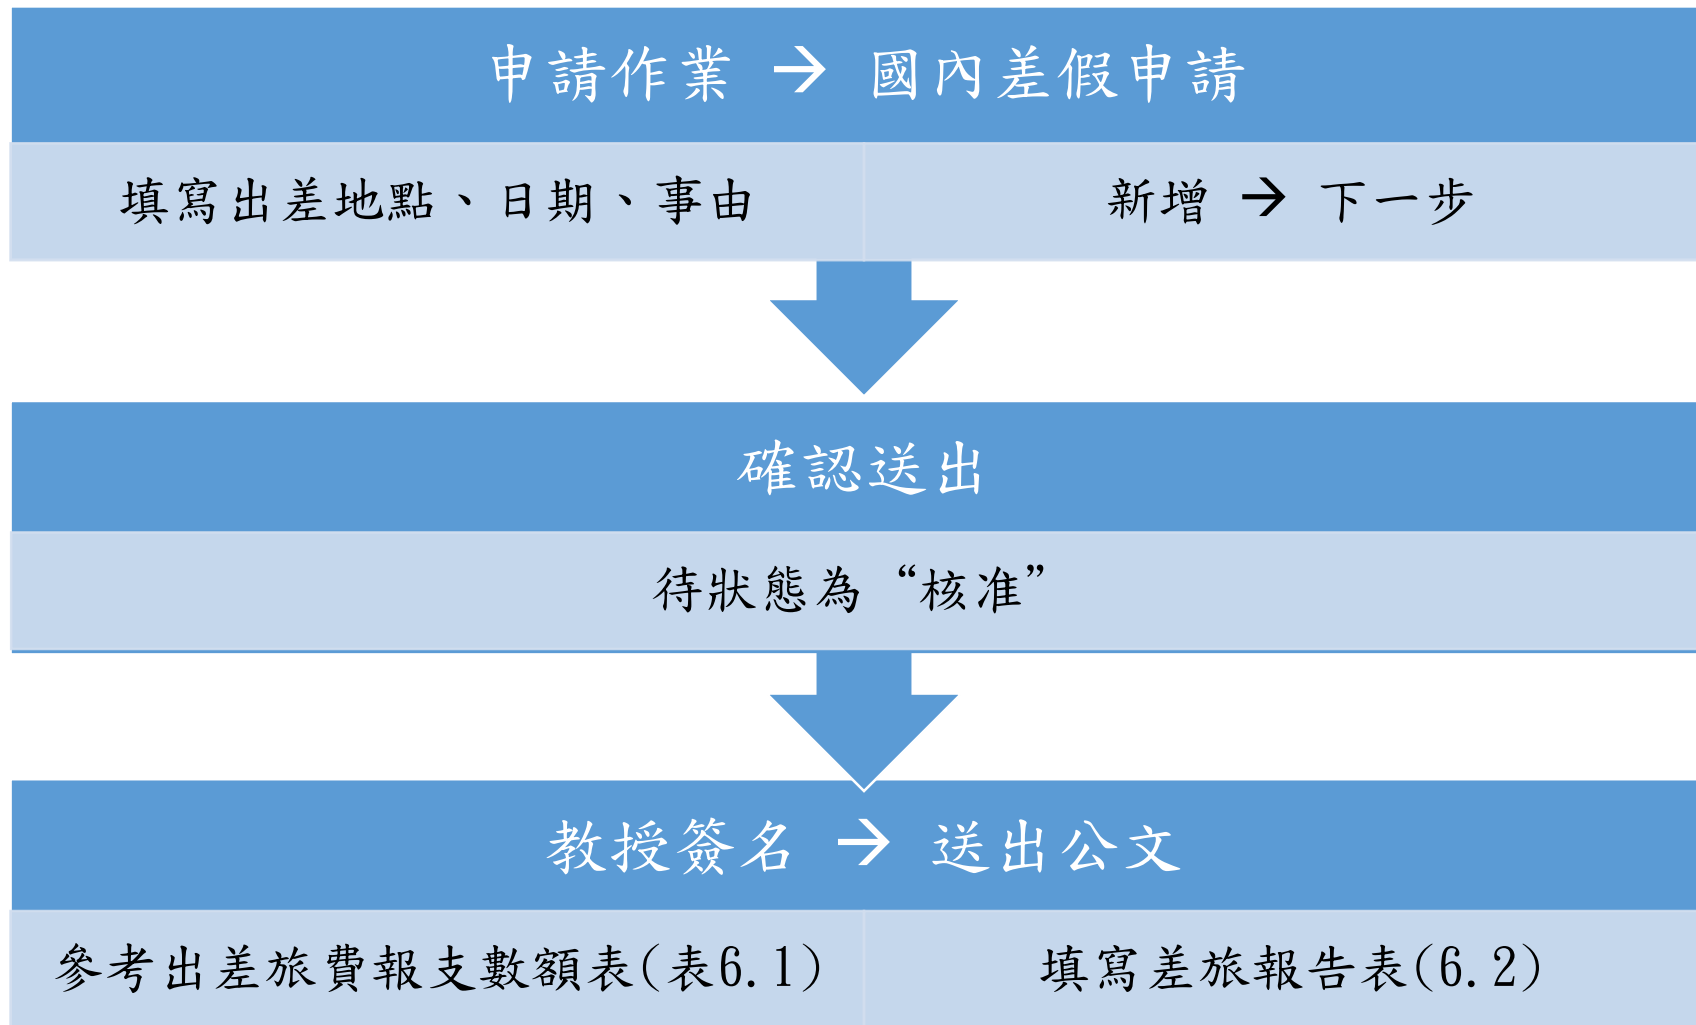 申請作業 → 國內差假申請
填寫出差地點、日期、事由
新增 → 下一步
確認送出
待狀態為“核准”
教授簽名 → 送出公文
參考出差旅費報支數額表(表6.1)
填寫差旅報告表(6.2)